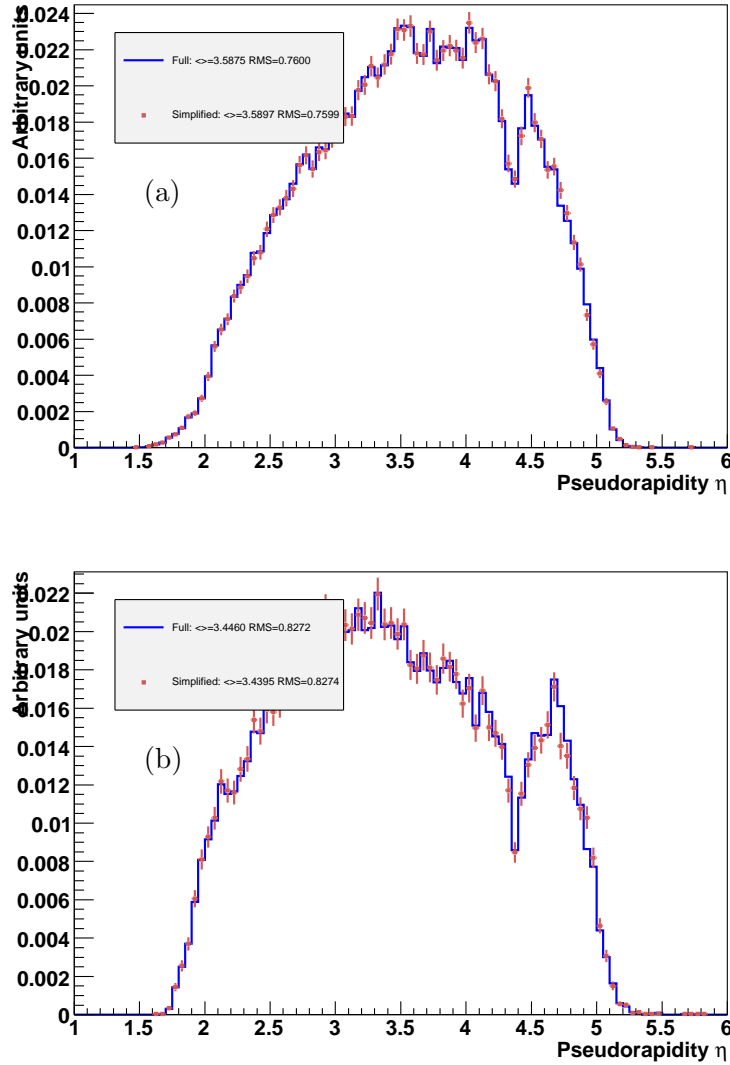 0.024
0.022
0.02
0.018
0.016
0.014
0.012
0.01
0.008
0.006
0.004
0.002
0
Arbitrary units
Full: <>=3.5875 RMS=0.7600
Simplified: <>=3.5897 RMS=0.7599
(a)
1 1.5 2 2.5 3 3.5 4 4.5 5 5.5 6
Pseudorapidity η
0.022
0.02
0.018
0.016
0.014
0.012
0.01
0.008
0.006
0.004
0.002
0
Arbitrary units
Full: <>=3.4460 RMS=0.8272
Simplified: <>=3.4395 RMS=0.8274
(b)
1 1.5 2 2.5 3 3.5 4 4.5 5 5.5 6
Pseudorapidity η